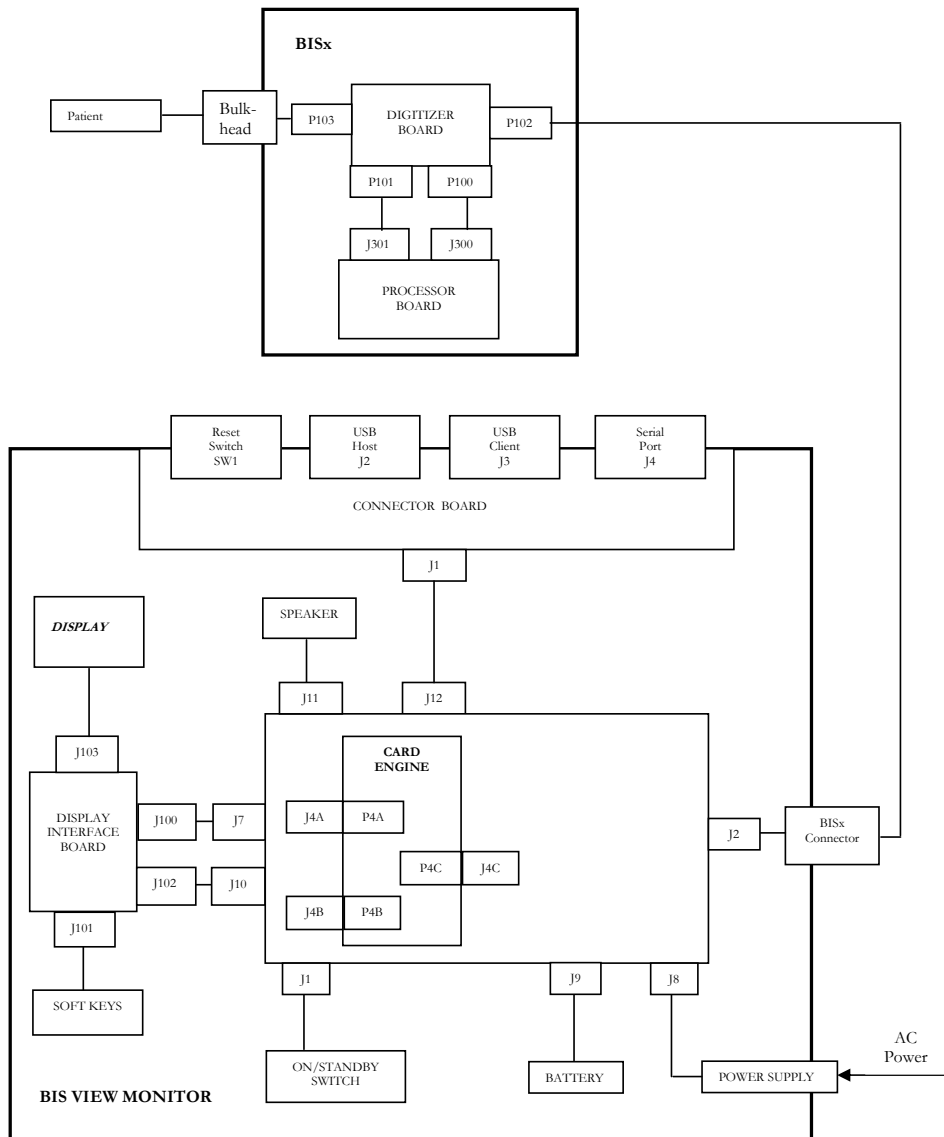 BISx
Patient
Bulk-
head
P103
DIGITIZER
BOARD
P102
P101
P100
J301
J300
PROCESSOR
BOARD
Reset
Switch
SW1
USB
Host
J2
USB
Client
J3
Serial
Port
J4
CONNECTOR BOARD
J1
SPEAKER
DISPLAY
J11
J12
J103
CARD
ENGINE
DISPLAY
INTERFACE
BOARD
J100
J7
J4A
P4A
J2
BISx
Connector
P4C
J4C
J102
J10
J4B
P4B
J101
J1
J9
J8
SOFT KEYS
ON/STANDBY
SWITCH
BATTERY
POWER SUPPLY
AC
Power
BIS VIEW MONITOR